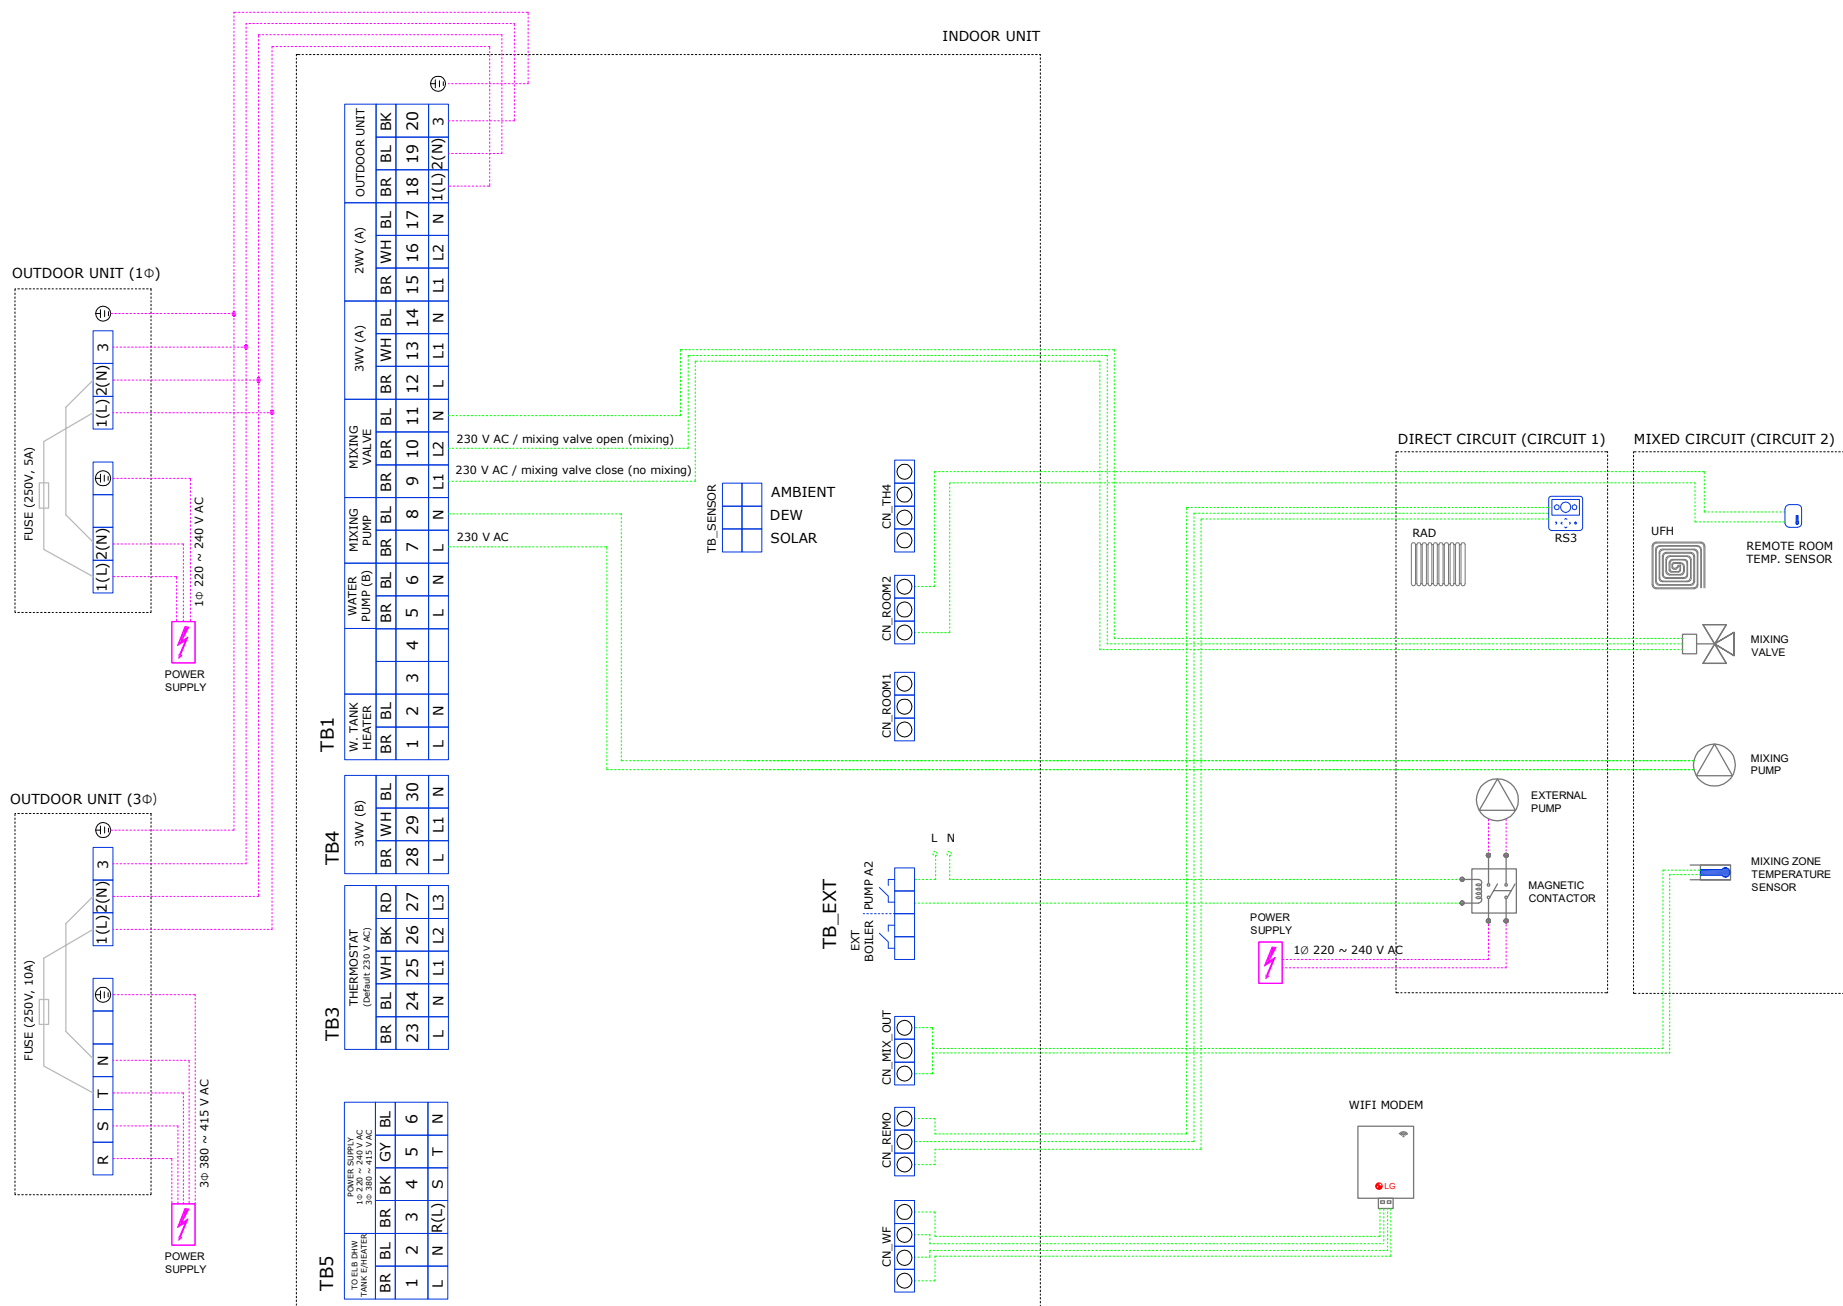 INDOOR UNIT
OUTDOOR UNIT (1Φ)
3
2(N)
1(L)
FUSE (250V, 5A)
2(N)
1(L)
1Φ 220 ~ 240 V AC
POWER
SUPPLY
OUTDOOR UNIT (3Φ)
3
2(N)
1(L)
FUSE (250V, 10A)
N
T
S
R
3Φ 380 ~ 415 V AC
POWER
SUPPLY
TB1
OUTDOOR UNIT
BK 20 3
BL 19 2(N)
BR 18 1(L)
2WV (A)
BL 17 N
WH 16 L2
BR 15 L1
3WV (A)
BL 14 N
WH 13 L1
BR 12 L
MIXING
VALVE
BL 11 N
BR 10 L2
BR 9 L1
MIXING
PUMP
BL 8 N
BR 7 L
WATER
PUMP (B)
BL 6 N
BR 5 L
4
3
W. TANK
HEATER
BL 2 N
BR 1 L
TB4
3WV (B)
BL 30 N
WH 29 L1
BR 28 L
TB3
THERMOSTAT
(Default 230 V AC)
RD 27 L3
BK 26 L2
WH 25 L1
BL 24 N
BR 23 L
TB5
POWER SUPPLY
1Φ 220 ~ 240 V AC
3Φ 380 ~ 415 V AC
BL 6 N
GY 5 T
BK 4 S
BR 3 R(L)
TO ELB DHW
TANK E/HEATER
BL 2 N
BR 1 L
230 V AC / mixing valve open (mixing)
230 V AC / mixing valve close (no mixing)
230 V AC
TB_SENSOR
AMBIENT
DEW
SOLAR
CN_TH4
CN_ROOM2
CN_ROOM1
L N
TB_EXT
PUMP A2
EXT
BOILER
CN_MIX_OUT
CN_REMO
CN_WF
DIRECT CIRCUIT (CIRCUIT 1)
RAD
RS3
EXTERNAL
PUMP
MAGNETIC
CONTACTOR
POWER
SUPPLY
1Ø 220 ~ 240 V AC
MIXED CIRCUIT (CIRCUIT 2)
UFH
REMOTE ROOM
TEMP. SENSOR
MIXING
VALVE
MIXING
PUMP
MIXING ZONE
TEMPERATURE
SENSOR
WIFI MODEM
LG